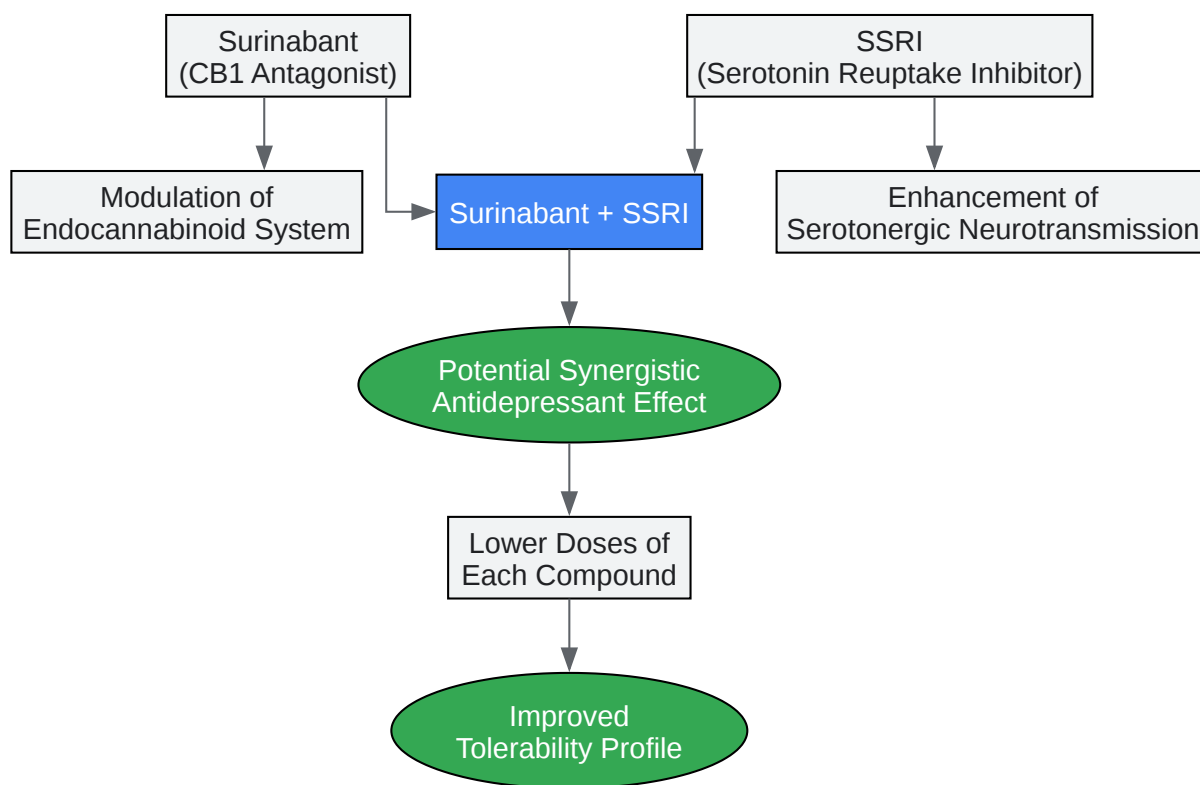 Surinabant
(CB1 Antagonist)
SSRI
(Serotonin Reuptake Inhibitor)
Modulation of
Endocannabinoid System
Surinabant + SSRI
Enhancement of
Serotonergic Neurotransmission
Potential Synergistic
Antidepressant Effect
Lower Doses of
Each Compound
Improved
Tolerability Profile